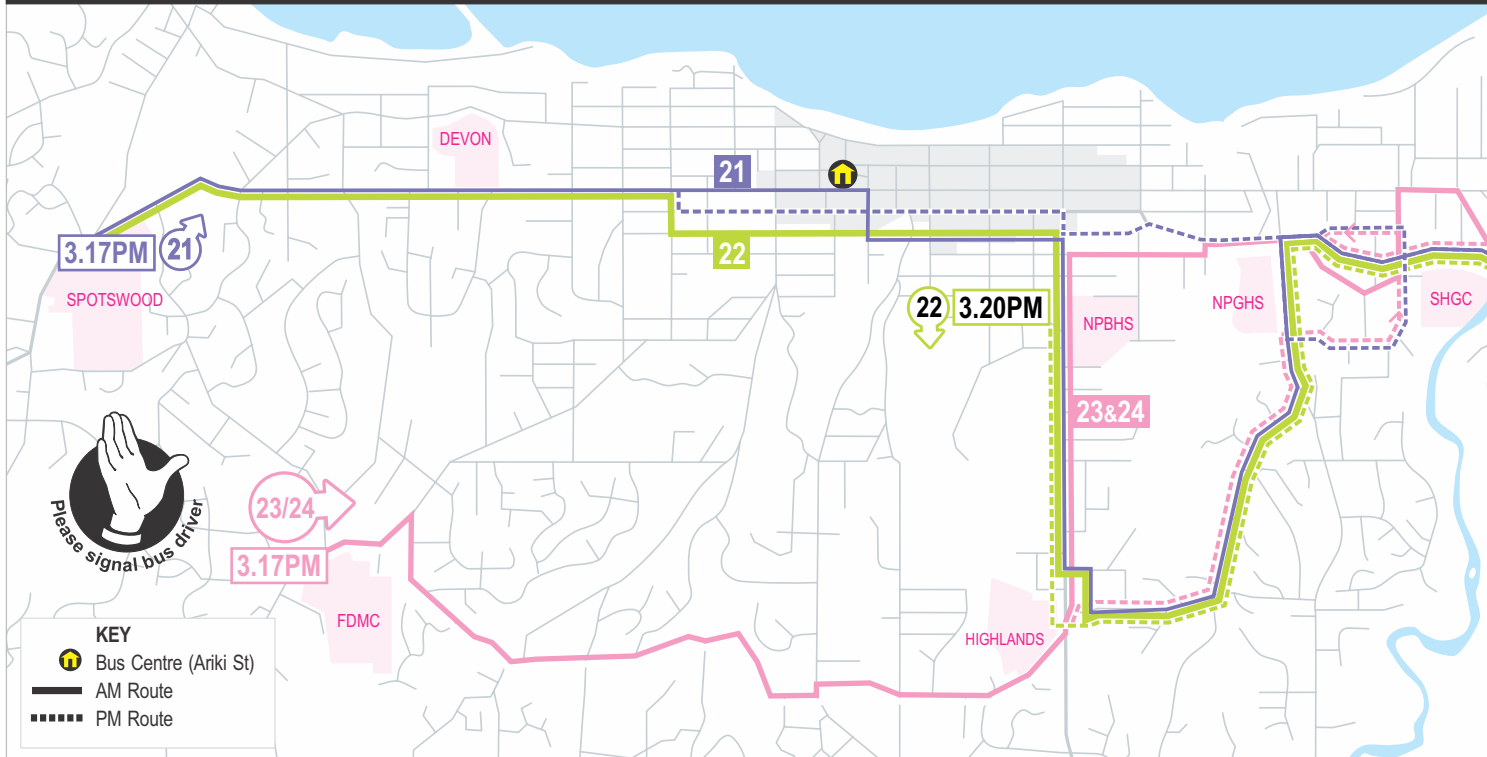 DEVON
21
3.17PM
21
22
SPOTSWOOD
22
3.20PM
NPBHS
NPGHS
SHGC
23&24
Please signal bus driver
23/24
3.17PM
FDMC
HIGHLANDS
KEY
Bus Centre (Ariki St)
AM Route
PM Route